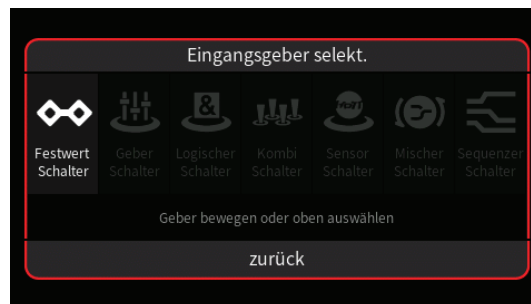 Eingangsgeber selekt.
&
Festwert Geber Logischer Kombi Sensor Mischer Sequenzer
Schalter Schalter Schalter Schalter Schalter Schalter Schalter
Geber bewegen oder oben auswählen
zurück